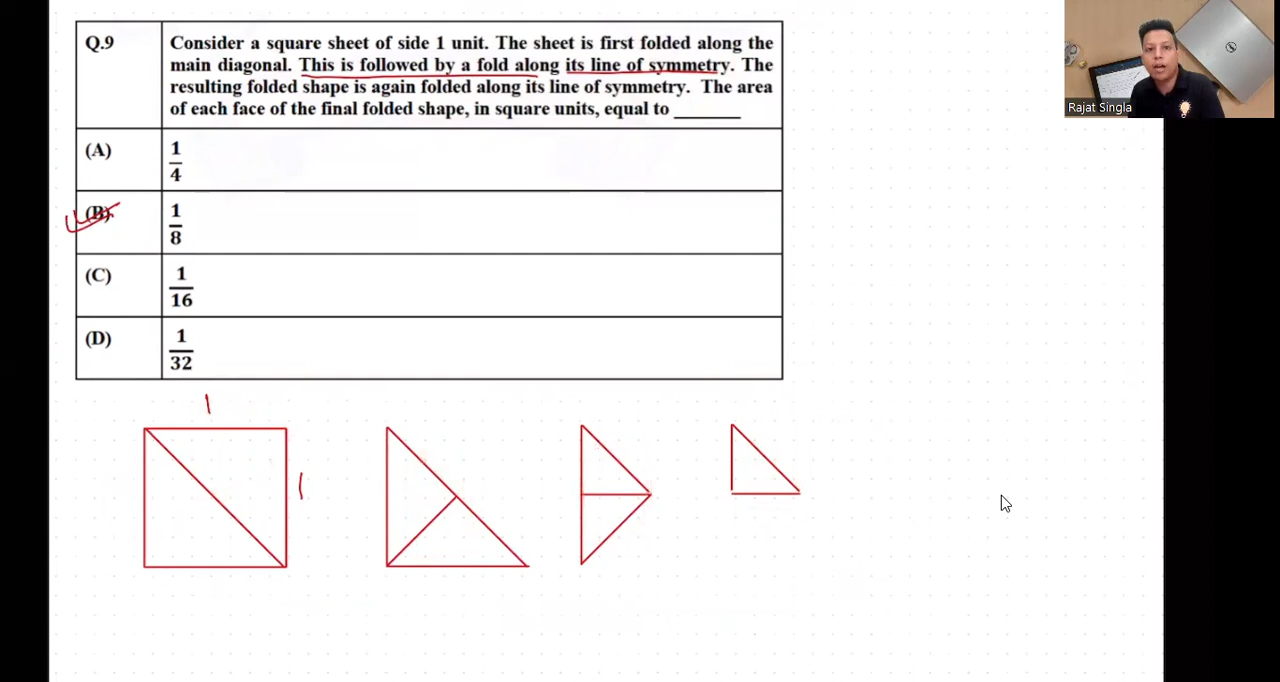 Q.9
Consider a square sheet of side 1 unit. The sheet is first folded along the
main diagonal. This is followed by a fold along its line of symmetry. The
resulting folded shape is again folded along its line of symmetry. The area
of each face of the final folded shape, in square units, equal to ______
(A)
1
4
(B)
1
8
(C)
1
16
(D)
1
32
1
1
Rajat Singla